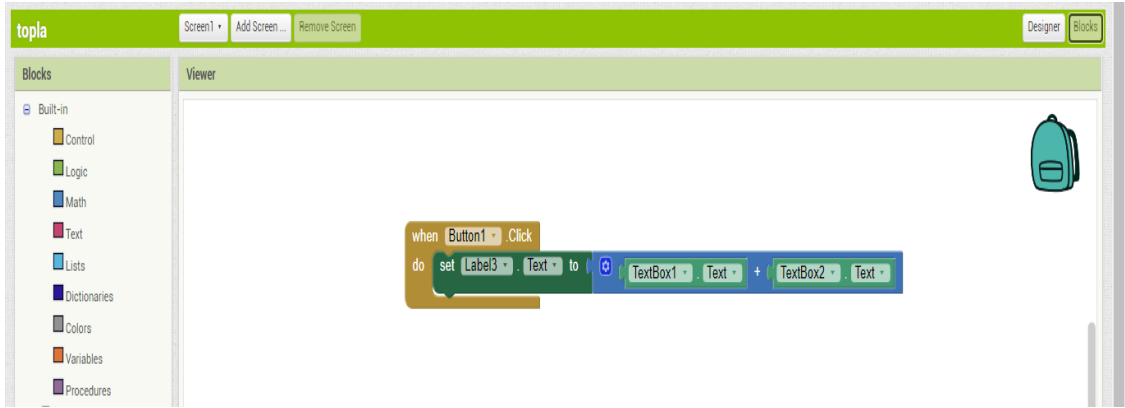 topla
Screen1 Add Screen ... Remove Screen
Designer Blocks
Blocks
Viewer
Built-in
Control
Logic
Math
Text
Lists
Dictionaries
Colors
Variables
Procedures
when Button1 .Click
do set Label3 . Text to TextBox1 . Text + TextBox2 . Text